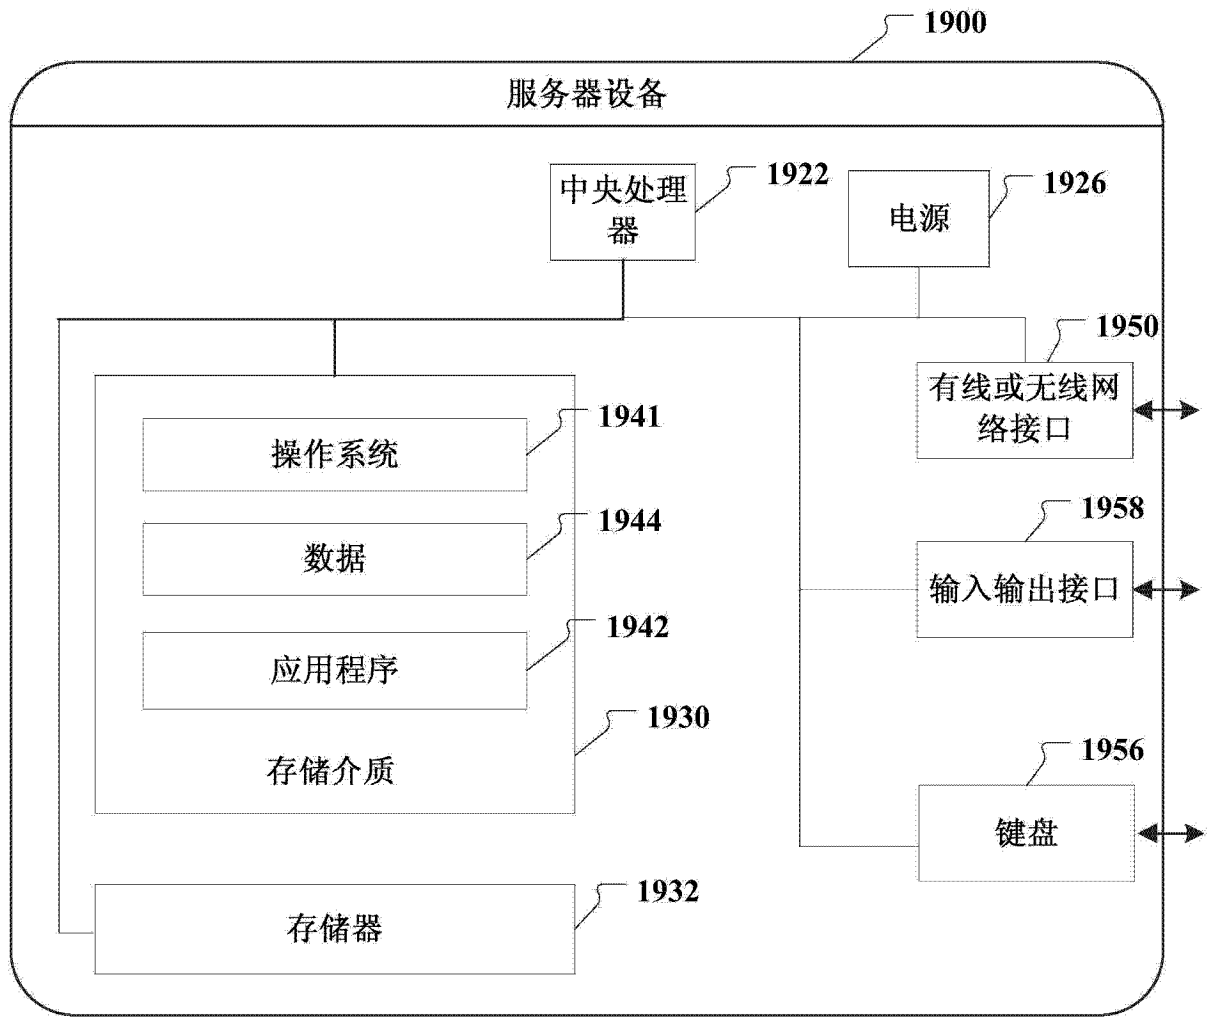 1900
服务器设备
中央处理
器
1922
电源
1926
1950
有线或无线网
络接口
1941
操作系统
1944
数据
1958
输入输出接口
1942
应用程序
1930
存储介质
1956
键盘
1932
存储器